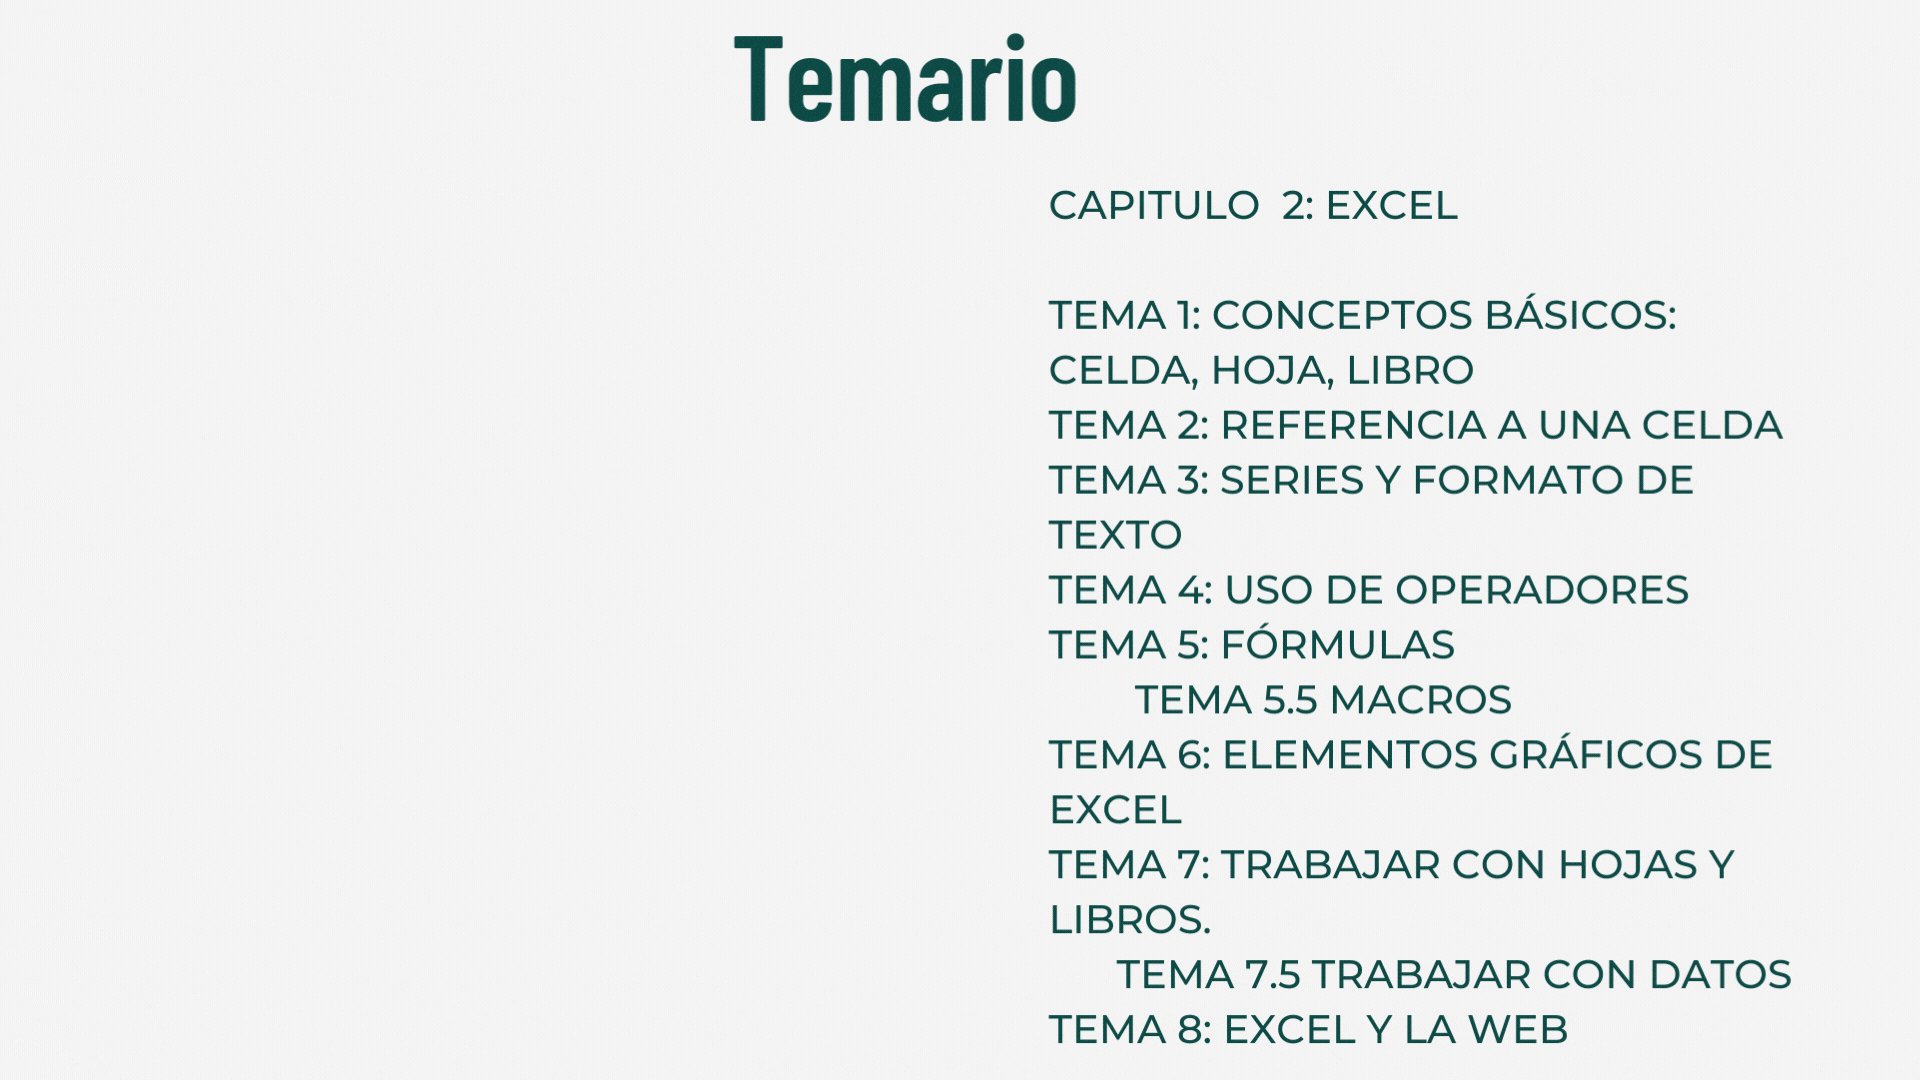 Temario
CAPITULO  2: EXCEL
TEMA 1: CONCEPTOS BÁSICOS:
CELDA, HOJA, LIBRO
TEMA 2: REFERENCIA A UNA CELDA
TEMA 3: SERIES Y FORMATO DE
TEXTO
TEMA 4: USO DE OPERADORES
TEMA 5: FÓRMULAS
TEMA 5.5 MACROS
TEMA 6: ELEMENTOS GRÁFICOS DE
EXCEL
TEMA 7: TRABAJAR CON HOJAS Y
LIBROS.
TEMA 7.5 TRABAJAR CON DATOS
TEMA 8: EXCEL Y LA WEB